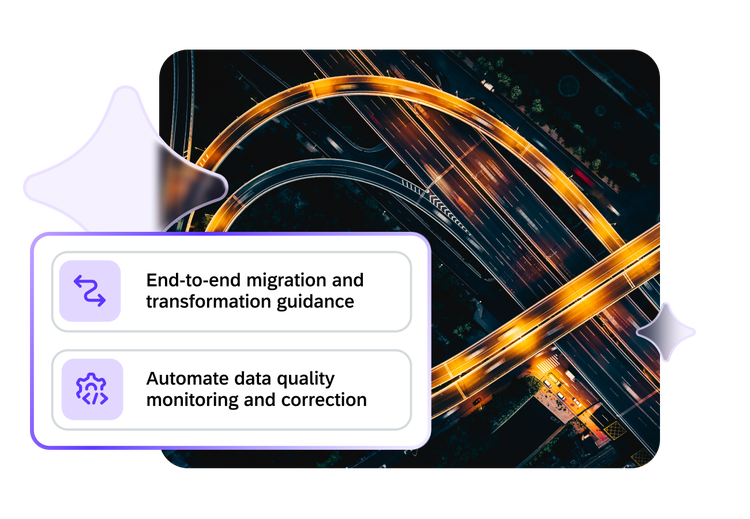 End-to-end migration and
transformation guidance
Automate data quality
monitoring and correction